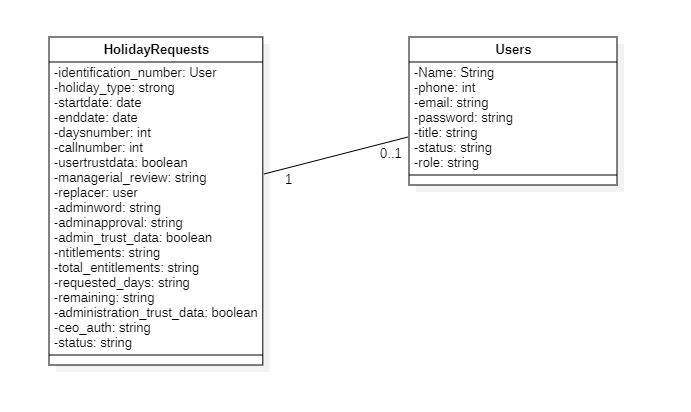 HolidayRequests
-identification_number: User
-holiday_type: strong
-startdate: date
-enddate: date
-daysnumber: int
-callnumber: int
-usertrustdata: boolean
-managerial_review: string
-replacer: user
-adminword: string
-adminapproval: string
-admin_trust_data: boolean
-ntitlements: string
-total_entitlements: string
-requested_days: string
-remaining: string
-administration_trust_data: boolean
-ceo_auth: string
-status: string
1
0..1
Users
-Name: String
-phone: int
-email: string
-password: string
-title: string
-status: string
-role: string